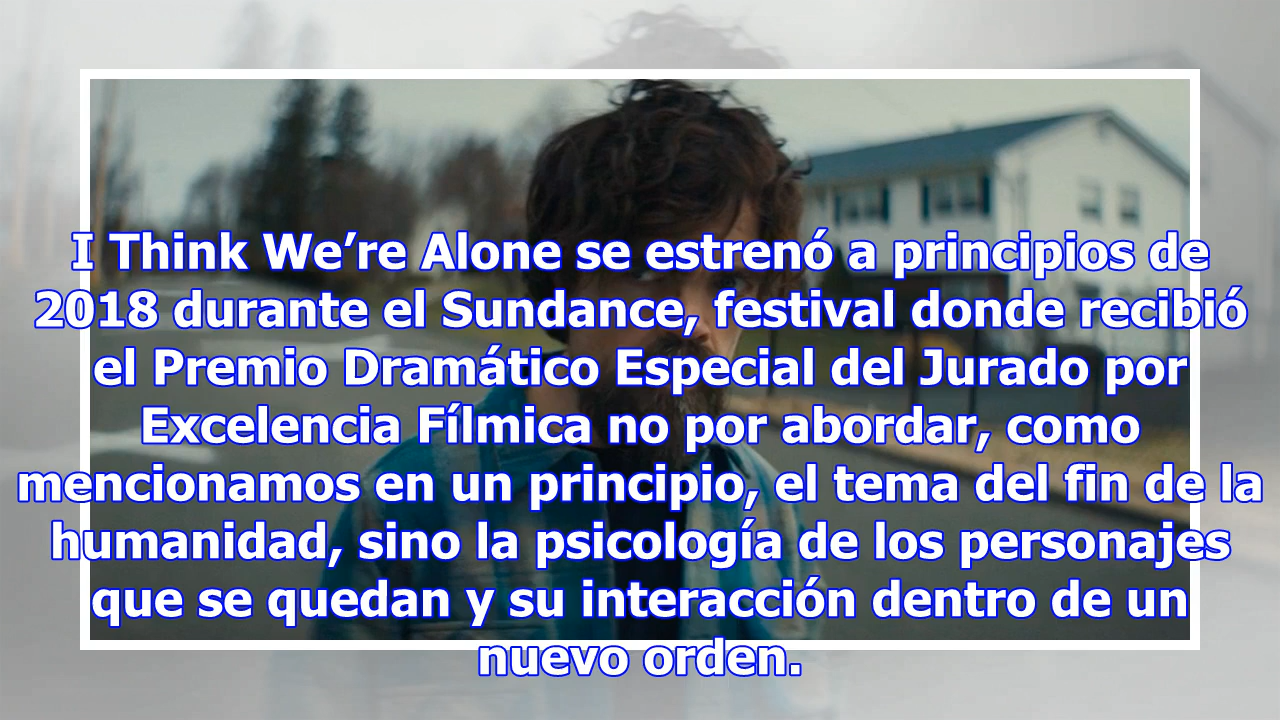 I Think We’re Alone se estrenó a principios de
2018 durante el Sundance, festival donde recibió
el Premio Dramático Especial del Jurado por
Excelencia Fílmica no por abordar, como
mencionamos en un principio, el tema del fin de la
humanidad, sino la psicología de los personajes
que se quedan y su interacción dentro de un
nuevo orden.